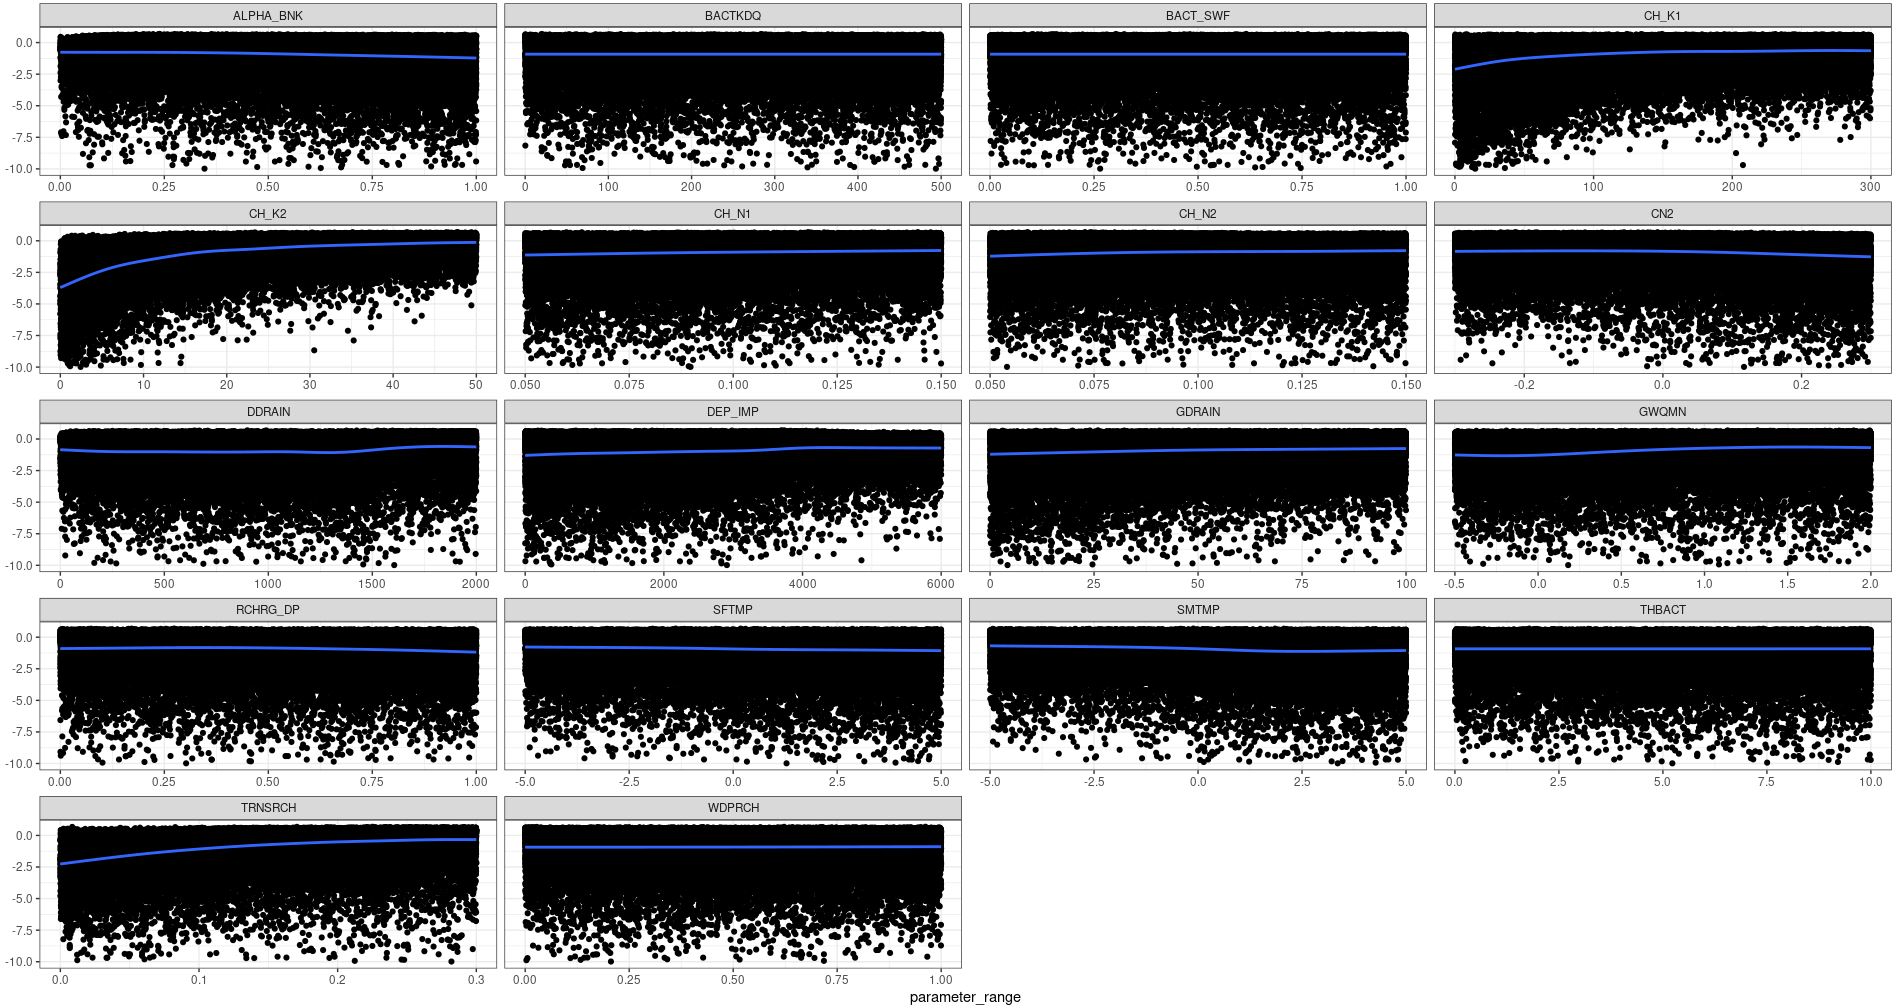 ALPHA_BNK BACTKDQ BACT_SWF CH_K1
0.0
-2.5
-5.0
-7.5
-10.0
0.00 0.25 0.50 0.75 1.00 0 100 200 300 400 500 0.00 0.25 0.50 0.75 1.00 0 100 200 300
CH_K2 CH_N1 CH_N2 CN2
0.0
-2.5
-5.0
-7.5
-10.0
0 10 20 30 40 50 0.050 0.075 0.100 0.125 0.150 0.050 0.075 0.100 0.125 0.150 -0.2 0.0 0.2
DDRAIN DEP_IMP GDRAIN GWQMN
0.0
-2.5
-5.0
-7.5
-10.0
0 500 1000 1500 2000 0 2000 4000 6000 0 25 50 75 100 -0.5 0.0 0.5 1.0 1.5 2.0
RCHRG_DP SFTMP SMTMP THBACT
0.0
-2.5
-5.0
-7.5
-10.0
0.00 0.25 0.50 0.75 1.00 -5.0 -2.5 0.0 2.5 5.0 -5.0 -2.5 0.0 2.5 5.0 0.0 2.5 5.0 7.5 10.0
TRNSRCH WDPRCH
0.0
-2.5
-5.0
-7.5
-10.0
0.0 0.1 0.2 0.3 0.00 0.25 0.50 0.75 1.00
parameter_range